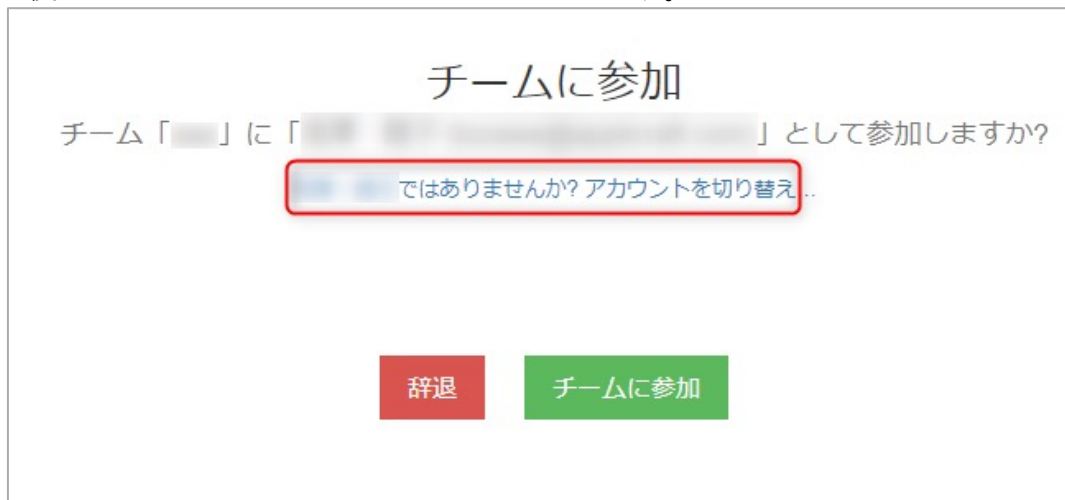 チームに参加
チーム「 」に「 」として参加しますか?
ではありませんか? アカウントを切り替え...
辞退
チームに参加